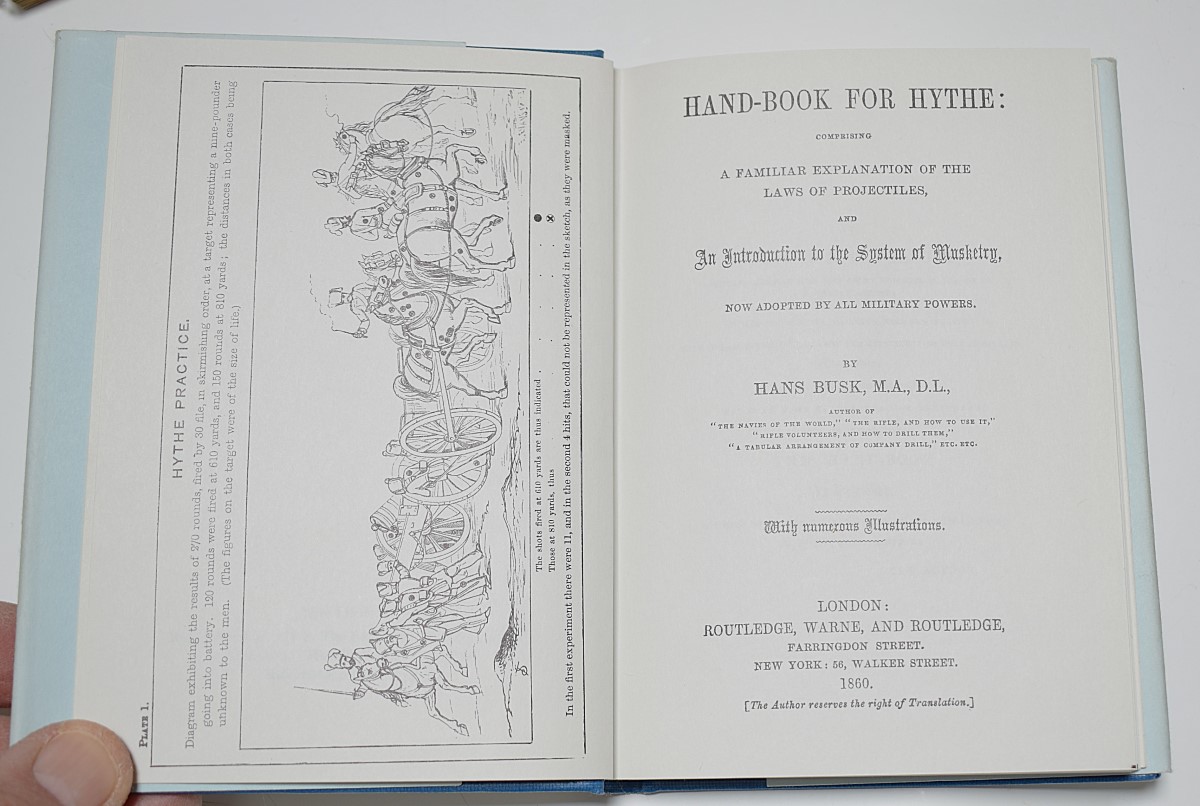 PLATE 1.
HYTHE PRACTICE.
Diagram exhibiting the results of 270 rounds, fired by 30 file, in skirmishing order, at a target representing a nine-pounder
going into battery. 120 rounds were fired at 610 yards, and 150 rounds at 810 yards; the distances in both cases being
unknown to the men. (The figures on the target were of the size of life.)
The shots fired at 610 yards are thus indicated . . . . .
Those at 810 yards, thus . . . . .
In the first experiment there were 11, and in the second 4 hits, that could not be represented in the sketch, as they were masked.
HAND-BOOK FOR HYTHE:
COMPRISING
A FAMILIAR EXPLANATION OF THE
LAWS OF PROJECTILES,
AND
An Introduction to the System of Musketry,
NOW ADOPTED BY ALL MILITARY POWERS.
BY
HANS BUSK, M.A., D.L.,
AUTHOR OF
"THE NAVIES OF THE WORLD," "THE RIFLE, AND HOW TO USE IT,"
"RIFLE VOLUNTEERS, AND HOW TO DRILL THEM,"
"A TABULAR ARRANGEMENT OF COMPANY DRILL," ETC. ETC.
With numerous Illustrations.
LONDON:
ROUTLEDGE, WARNE, AND ROUTLEDGE,
FARRINGDON STREET.
NEW YORK: 56, WALKER STREET.
1860.
[The Author reserves the right of Translation.]